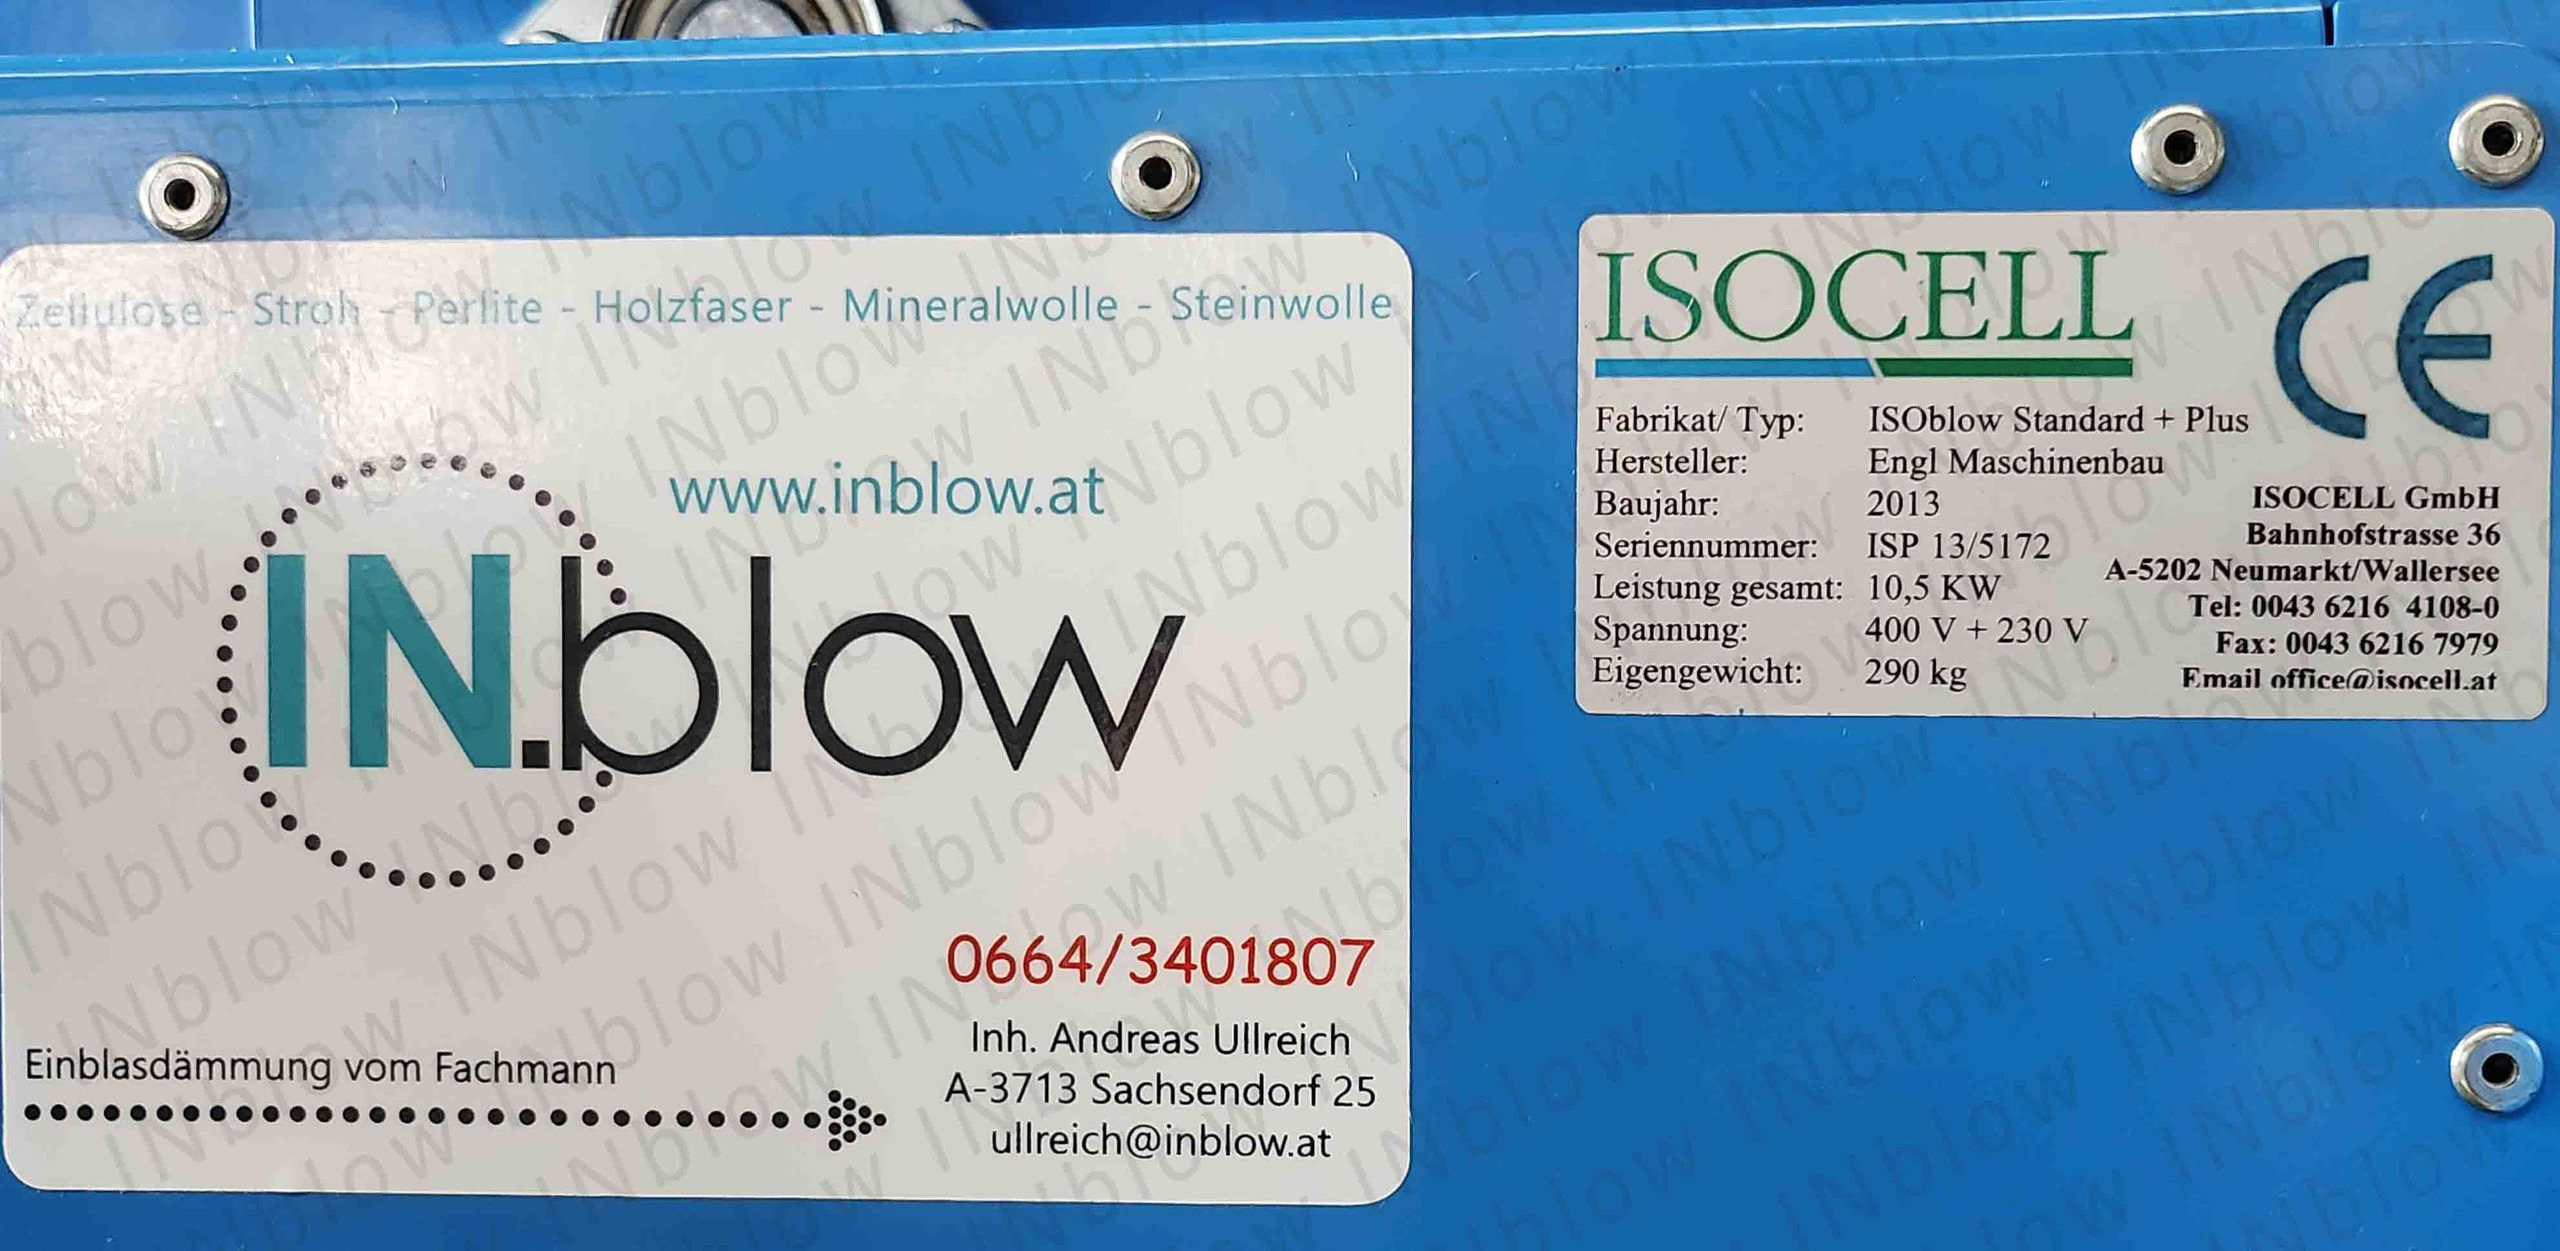 Zellulose - Stroh - Perlite - Holzfaser - Mineralwolle - Steinwolle
www.inblow.at
IN.blow
0664/3401807
Inh. Andreas Ullreich
A-3713 Sachsendorf 25
ullreich@inblow.at
Einblasdämmung vom Fachmann
ISOCELL
CE
Fabrikat/ Typ: ISOblow Standard + Plus
Hersteller: Engl Maschinenbau
Baujahr: 2013
Seriennummer: ISP 13/5172
Leistung gesamt: 10,5 KW
Spannung: 400 V + 230 V
Eigengewicht: 290 kg
ISOCELL GmbH
Bahnhofstrasse 36
A-5202 Neumarkt/Wallersee
Tel: 0043 6216 4108-0
Fax: 0043 6216 7979
Email office@isocell.at
INblow